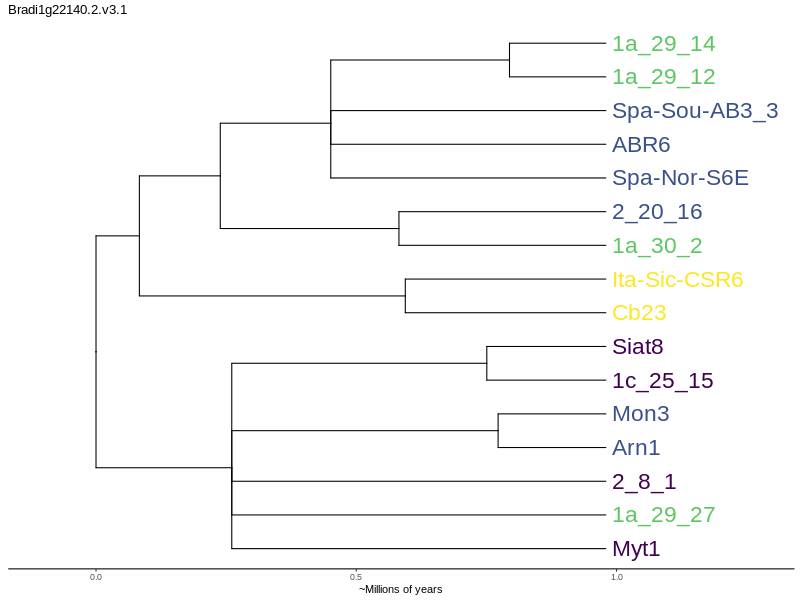 Bradi1g22140.2.v3.1
1a_29_14
1a_29_12
Spa-Sou-AB3_3
ABR6
Spa-Nor-S6E
2_20_16
1a_30_2
Ita-Sic-CSR6
Cb23
Siat8
1c_25_15
Mon3
Arn1
2_8_1
1a_29_27
Myt1
0.0 0.5 1.0
~Millions of years